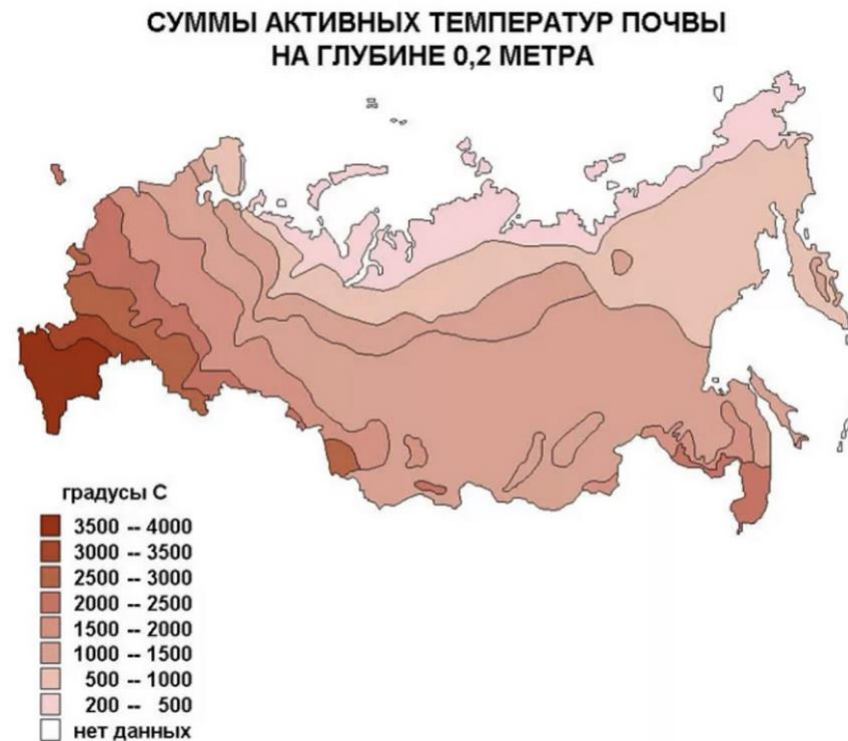 СУММЫ АКТИВНЫХ ТЕМПЕРАТУР ПОЧВЫ
НА ГЛУБИНЕ 0,2 МЕТРА
градусы С
3500 -- 4000
3000 -- 3500
2500 -- 3000
2000 -- 2500
1500 -- 2000
1000 -- 1500
500 -- 1000
200 -- 500
нет данных